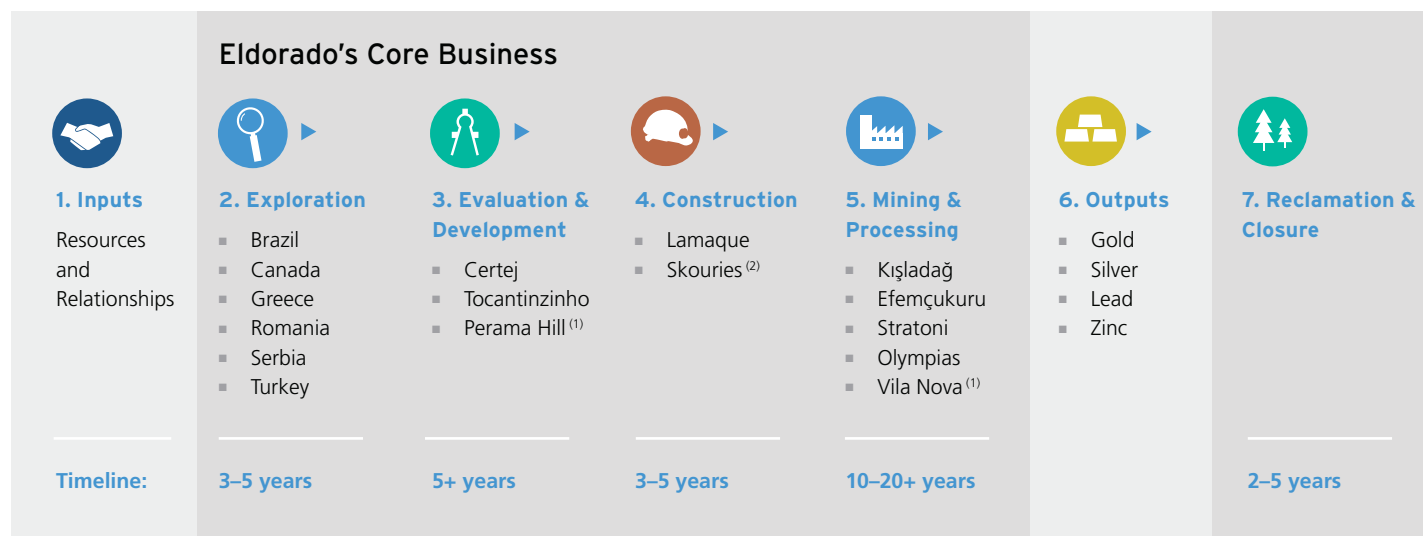 Eldorado's Core Business
1. Inputs
Resources
and
Relationships
2. Exploration
Brazil
Canada
Greece
Romania
Serbia
Turkey
3. Evaluation &
Development
Certej
Tocantinzinho
Perama Hill (1)
4. Construction
Lamaque
Skouries (2)
5. Mining &
Processing
Kışladağ
Efemçukuru
Stratoni
Olympias
Vila Nova (1)
6. Outputs
Gold
Silver
Lead
Zinc
7. Reclamation &
Closure
Timeline:
3–5 years
5+ years
3–5 years
10–20+ years
2–5 years